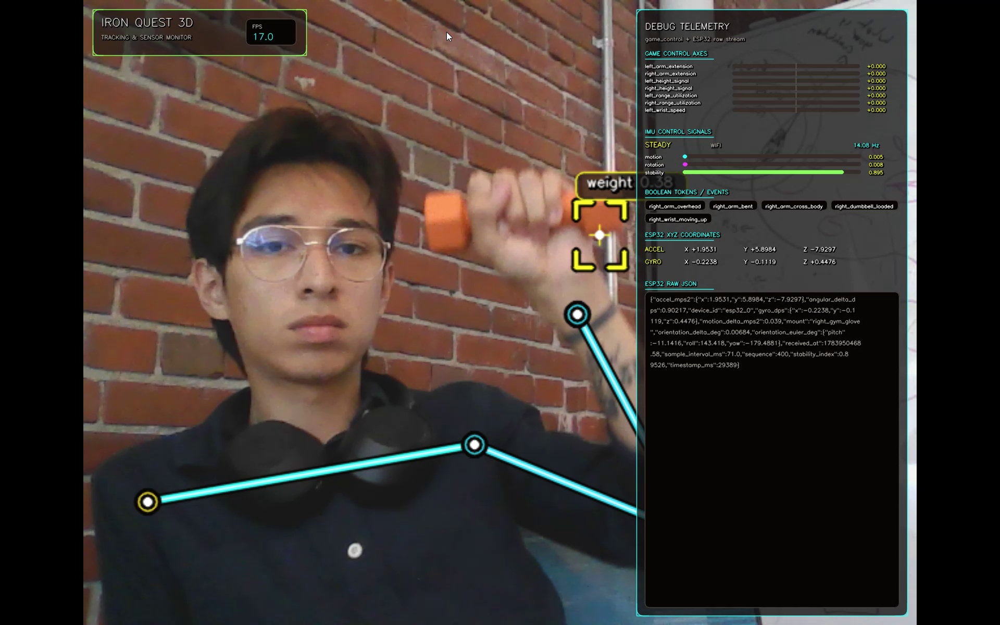 IRON QUEST 3D
TRACKING & SENSOR MONITOR
FPS
17.0
weight 0.38
DEBUG TELEMETRY
game_control + ESP32 raw stream
GAME CONTROL AXES
left_arm_extension +0.000
right_arm_extension +0.000
left_height_signal +0.000
right_height_signal +0.000
left_range_utilization +0.000
right_range_utilization +0.000
left_wrist_speed +0.000
IMU CONTROL SIGNALS
STEADY WIFI 14.08 Hz
motion 0.005
rotation 0.008
stability 0.895
BOOLEAN TOKENS / EVENTS
right_arm_overhead right_arm_bent right_arm_cross_body right_dumbbell_loaded
right_wrist_moving_up
ESP32 XYZ COORDINATES
ACCEL X +1.9531 Y +5.8984 Z -7.9297
GYRO X -0.2238 Y -0.1119 Z +0.4476
ESP32 RAW JSON
{"accel_mps2":{"x":1.9531,"y":5.8984,"z":-7.9297},"angular_delta_d
ps":0.90217,"device_id":"esp32_0","gyro_dps":{"x":-0.2238,"y":-0.1
119,"z":0.4476},"motion_delta_mps2":0.039,"mount":"right_gym_glove
","orientation_delta_deg":0.00684,"orientation_euler_deg":{"pitch"
:-11.1416,"roll":143.418,"yaw":-179.4881},"received_at":1783950468
.58,"sample_interval_ms":71.0,"sequence":400,"stability_index":0.8
9526,"timestamp_ms":29389}